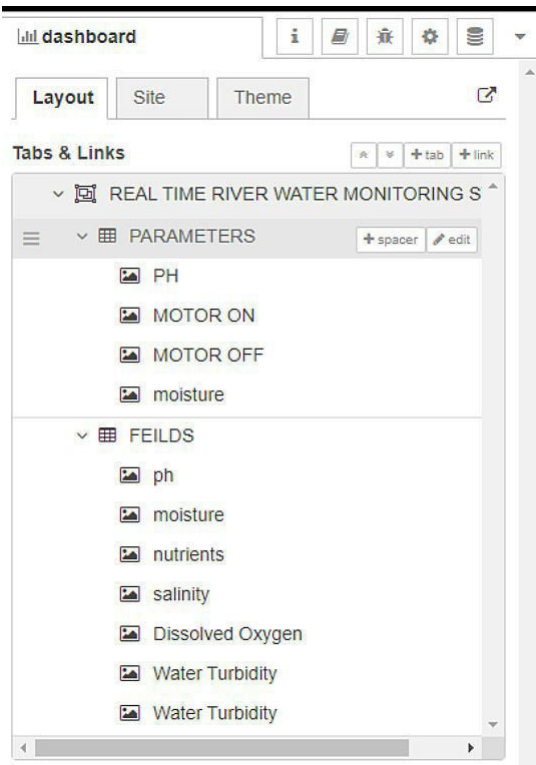 dashboard
Layout Site Theme
Tabs & Links +tab +link
REAL TIME RIVER WATER MONITORING S
PARAMETERS +spacer edit
PH
MOTOR ON
MOTOR OFF
moisture
FEILDS
ph
moisture
nutrients
salinity
Dissolved Oxygen
Water Turbidity
Water Turbidity